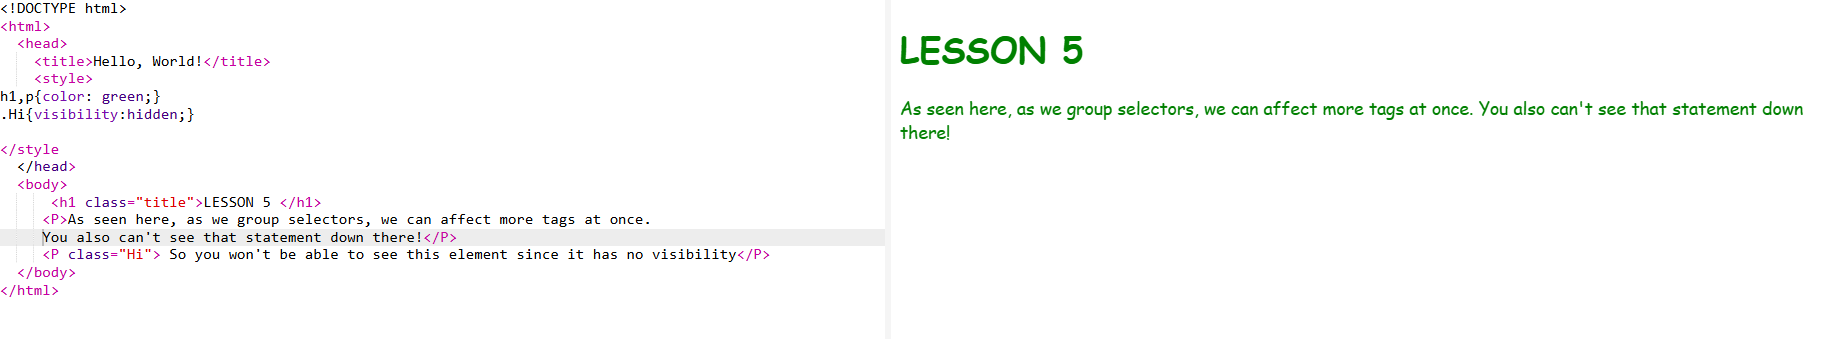 <!DOCTYPE html>
<html>
<head>
<title>Hello, World!</title>
<style>
h1,p{color: green;}
.Hi{visibility:hidden;}
</style
</head>
<body>
<h1 class="title">LESSON 5 </h1>
<P>As seen here, as we group selectors, we can affect more tags at once.
You also can't see that statement down there!</P>
<P class="Hi"> So you won't be able to see this element since it has no visibility</P>
</body>
</html>
LESSON 5
As seen here, as we group selectors, we can affect more tags at once. You also can't see that statement down
there!